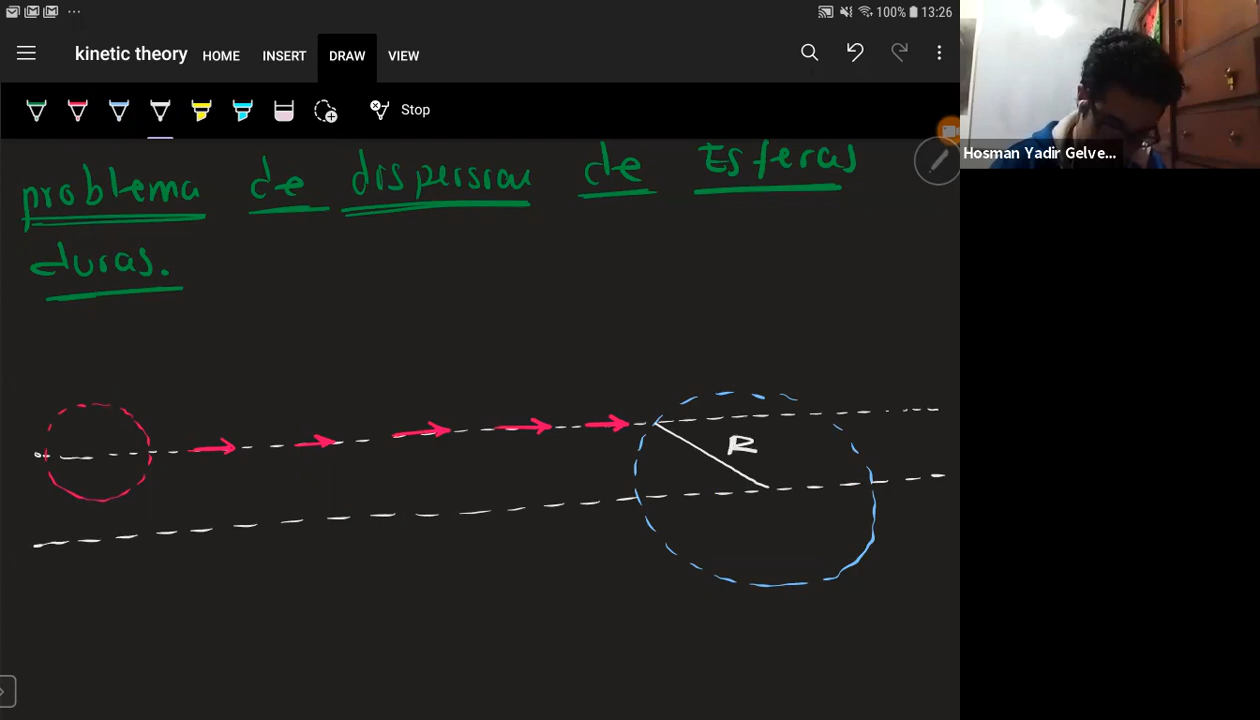 100% 13:26
kinetic theory HOME INSERT DRAW VIEW
Stop
Hosman Yadir Gelve...
problema de dispersion de Esferas
duras.
R